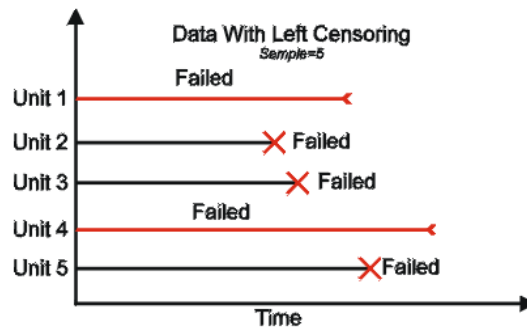 Data With Left Censoring
Sample=5
Failed
Unit 1
Unit 2 Failed
Unit 3 Failed
Failed
Unit 4
Unit 5 Failed
Time